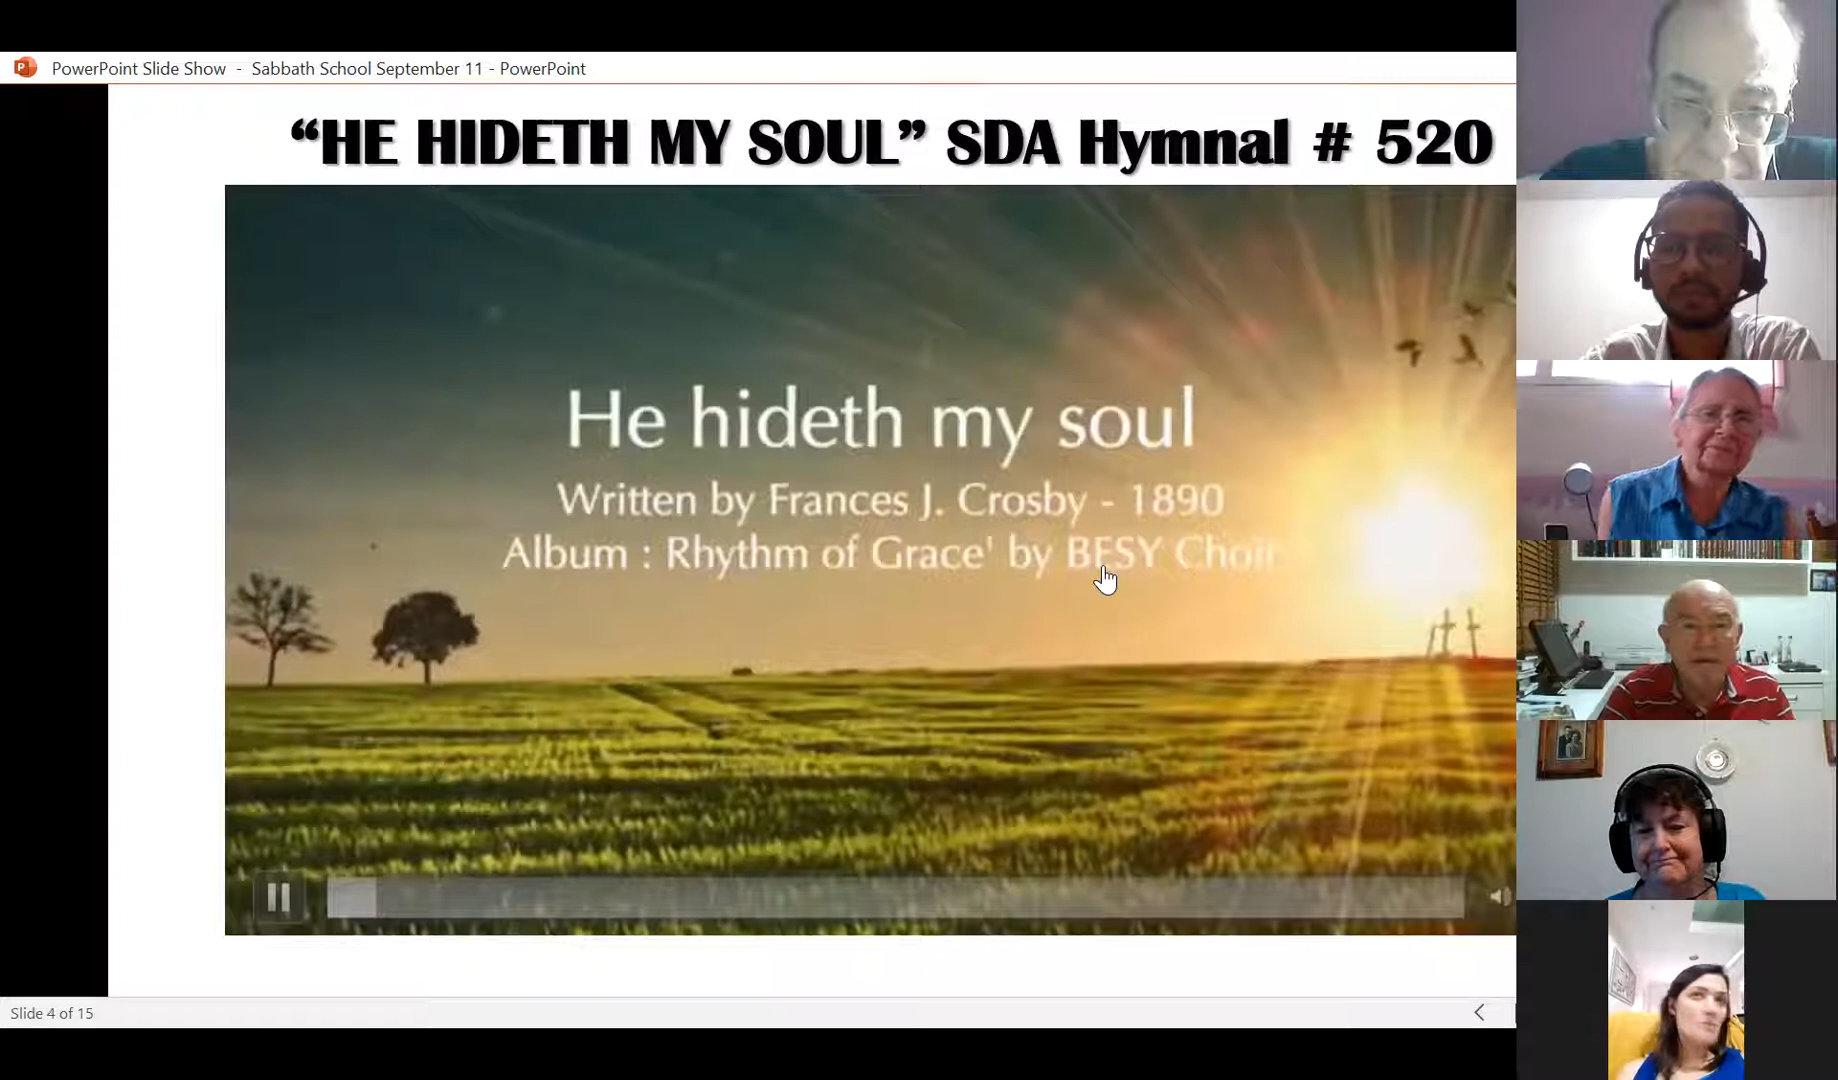 PowerPoint Slide Show - Sabbath School September 11 - PowerPoint
“HE HIDETH MY SOUL” SDA Hymnal # 520
He hideth my soul
Written by Frances J. Crosby - 1890
Album : Rhythm of Grace' by BESY Choir
Slide 4 of 15